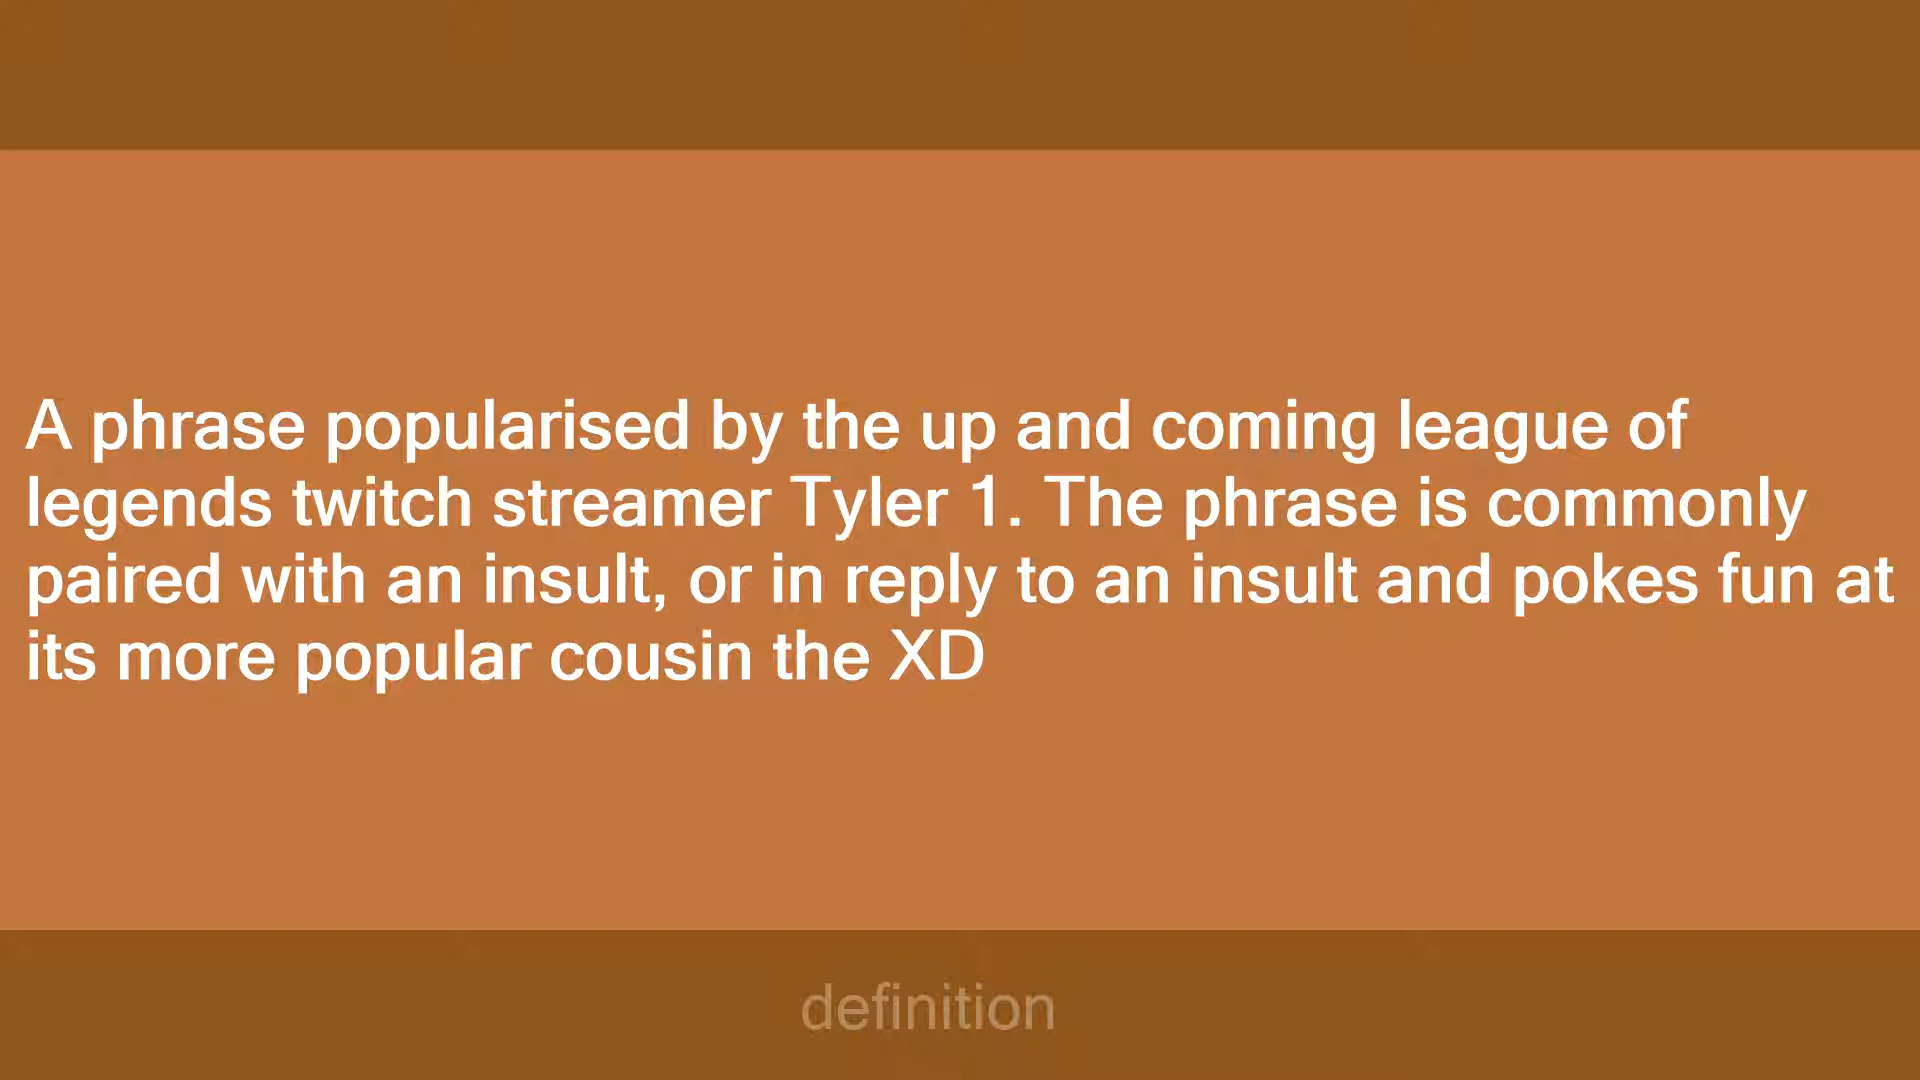 A phrase popularised by the up and coming league of
legends twitch streamer Tyler 1. The phrase is commonly
paired with an insult, or in reply to an insult and pokes fun at
its more popular cousin the XD
definition